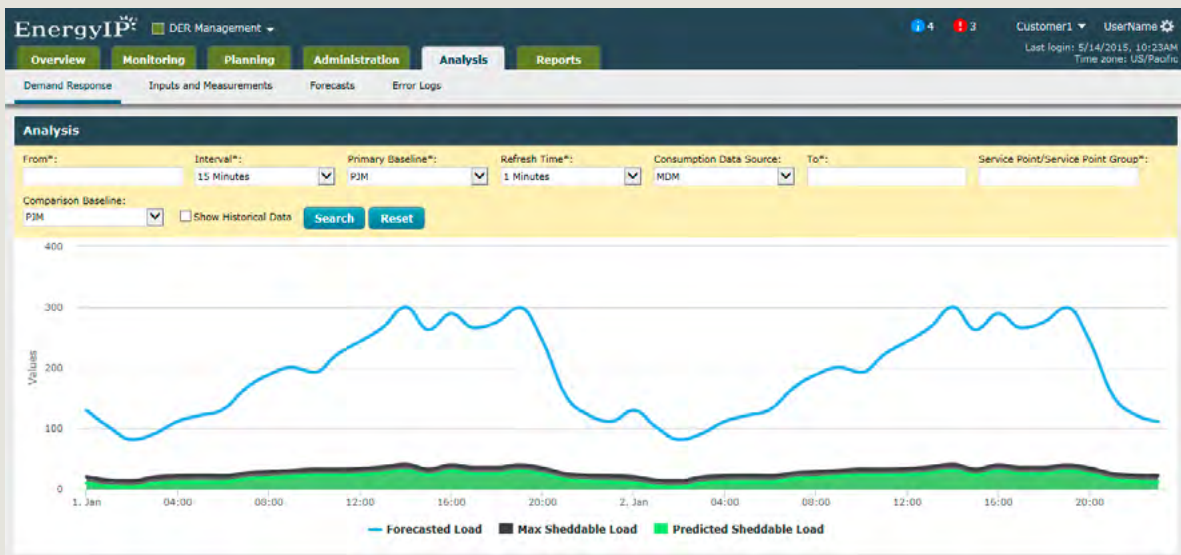 EnergyIP DER Management 4 3 Customer1 UserName
Last login: 5/14/2015, 10:23AM
Time zone: US/Pacific
Overview Monitoring Planning Administration Analysis Reports
Demand Response Inputs and Measurements Forecasts Error Logs
Analysis
From*: Interval*: Primary Baseline*: Refresh Time*: Consumption Data Source: To*: Service Point/Service Point Group*:
15 Minutes PJM 1 Minutes MDM
Comparison Baseline:
PJM Show Historical Data Search Reset
400
300
200
100
0
Values
1. Jan 04:00 08:00 12:00 16:00 20:00 2. Jan 04:00 08:00 12:00 16:00 20:00
Forecasted Load Max Sheddable Load Predicted Sheddable Load